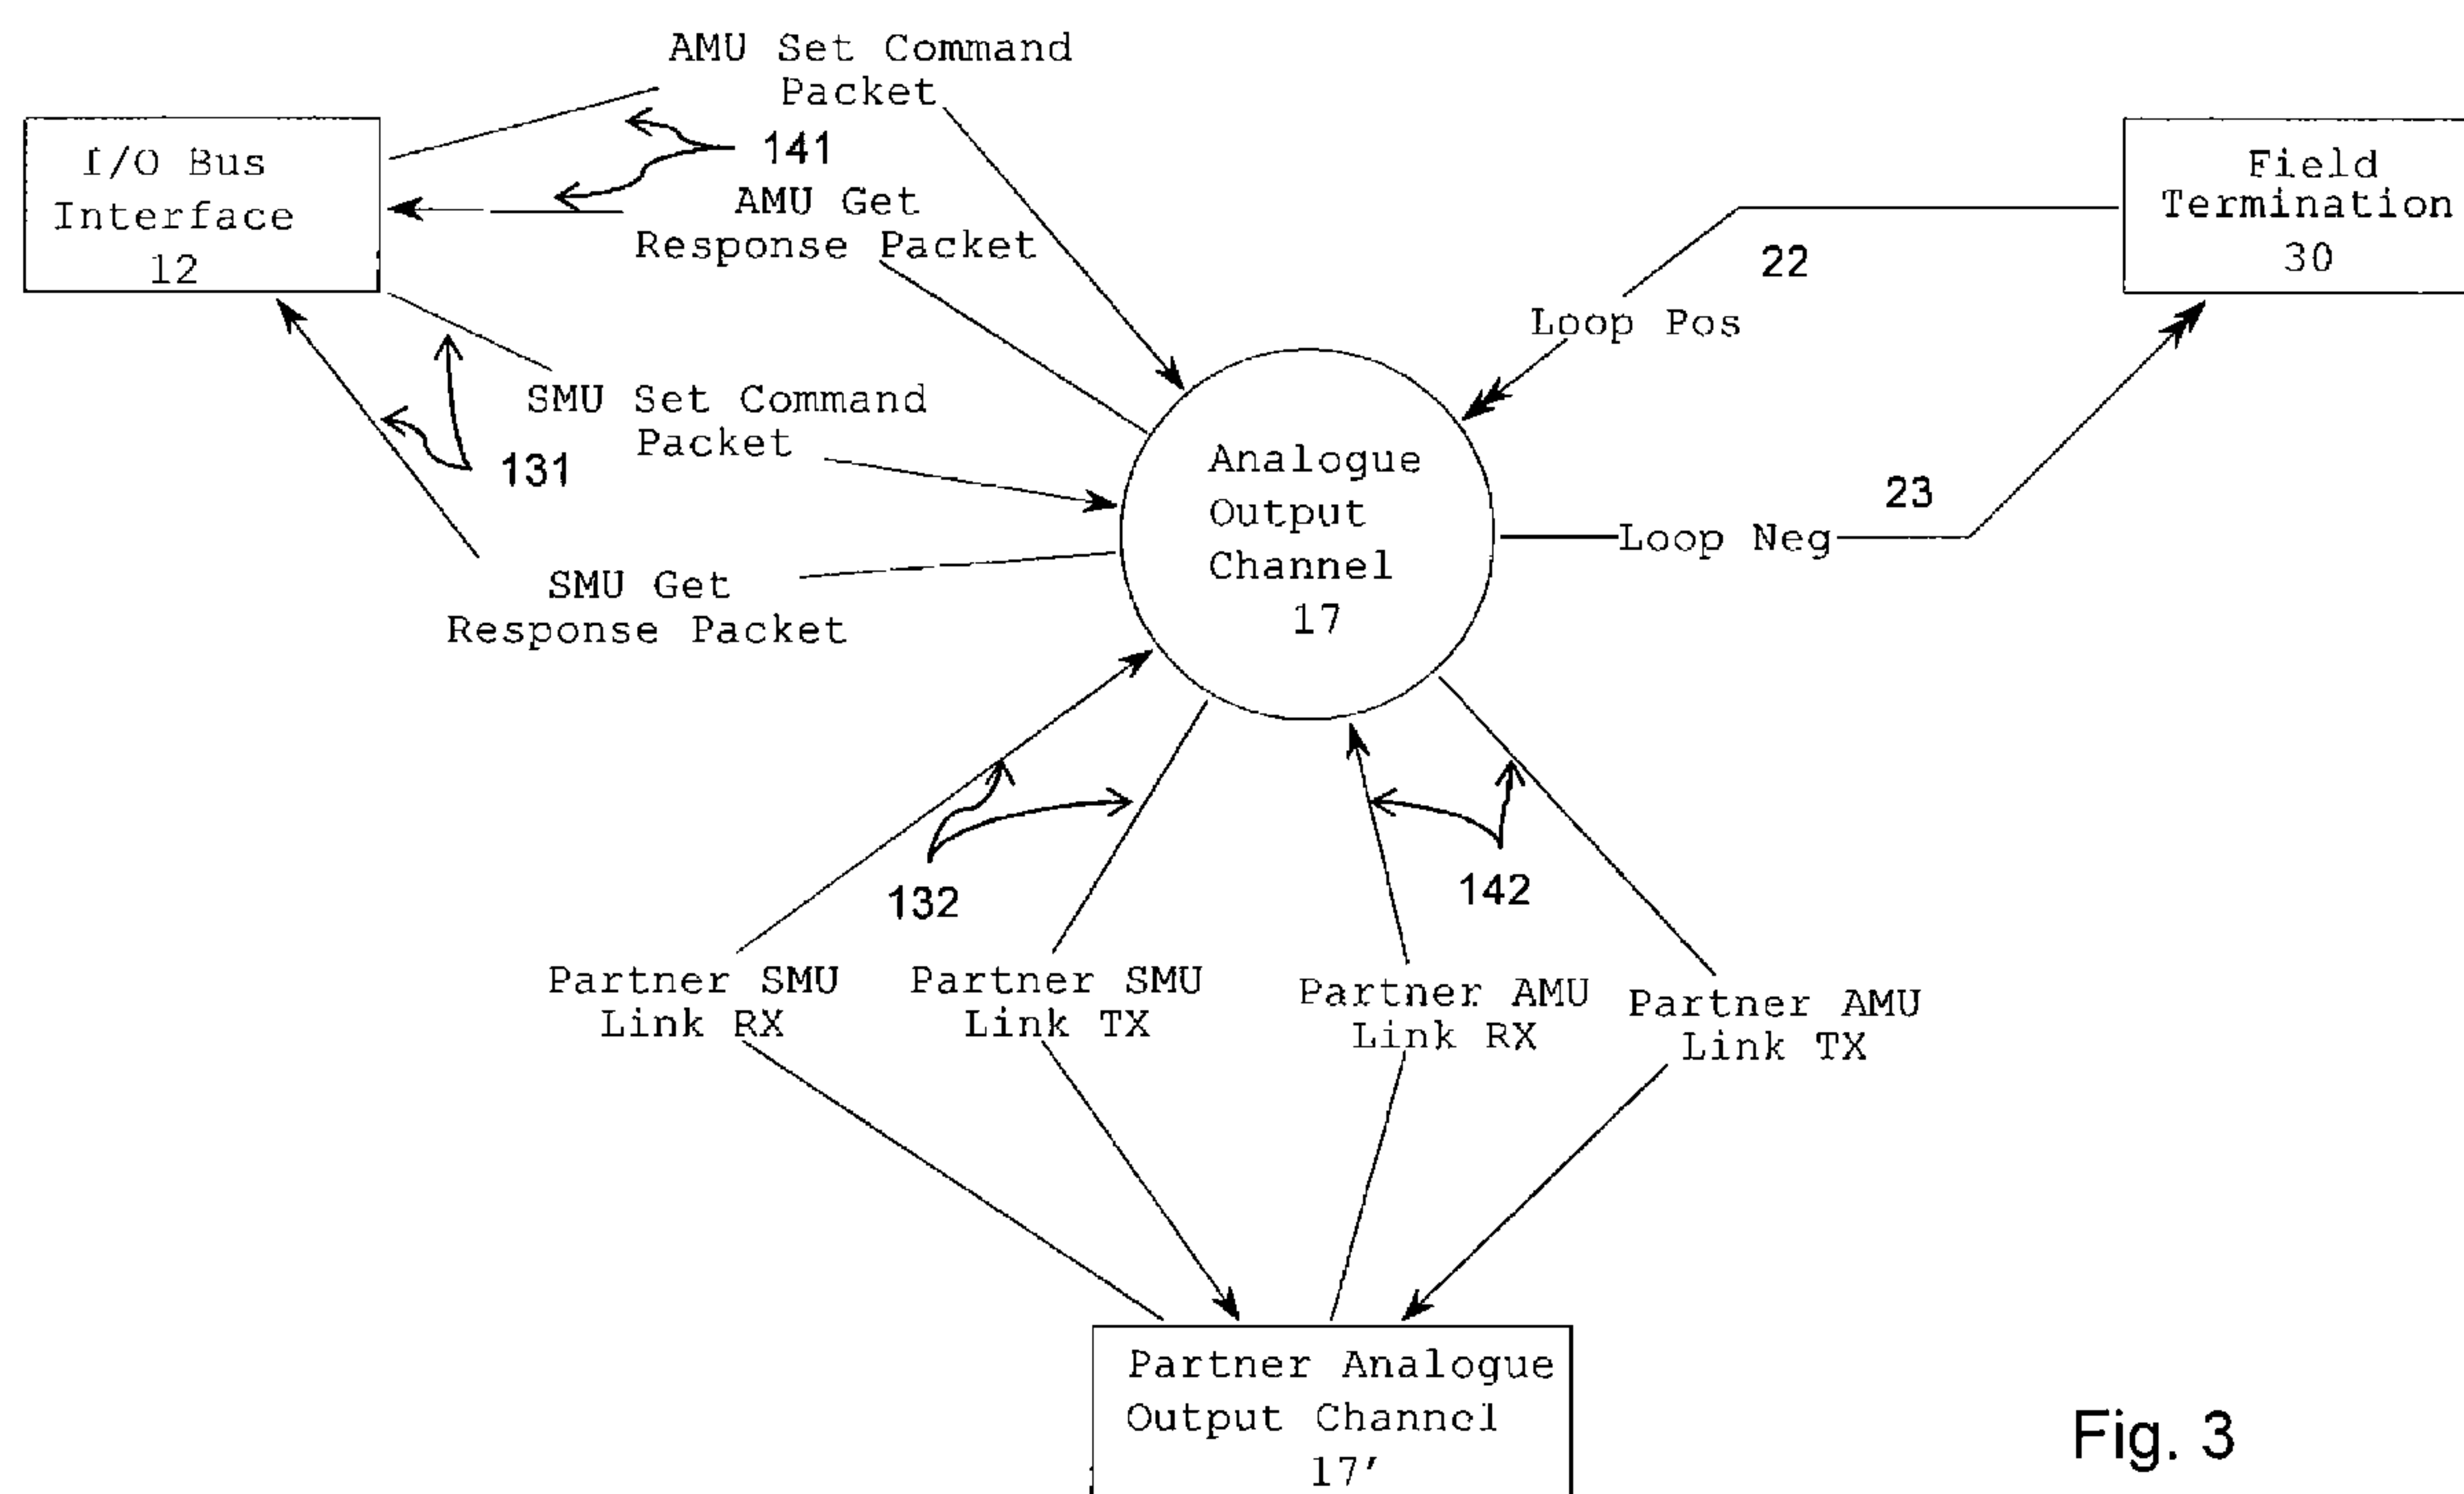 AMU Set Command
Packet
I/O Bus
Interface
12
141
AMU Get
Response Packet
Field
Termination
30
22
Loop Pos
SMU Set Command
Packet
131
SMU Get
Response Packet
Analogue
Output
Channel
17
23
Loop Neg
132
142
Partner SMU
Link RX
Partner SMU
Link TX
Partner AMU
Link RX
Partner AMU
Link TX
Partner Analogue
Output Channel
17'
Fig. 3